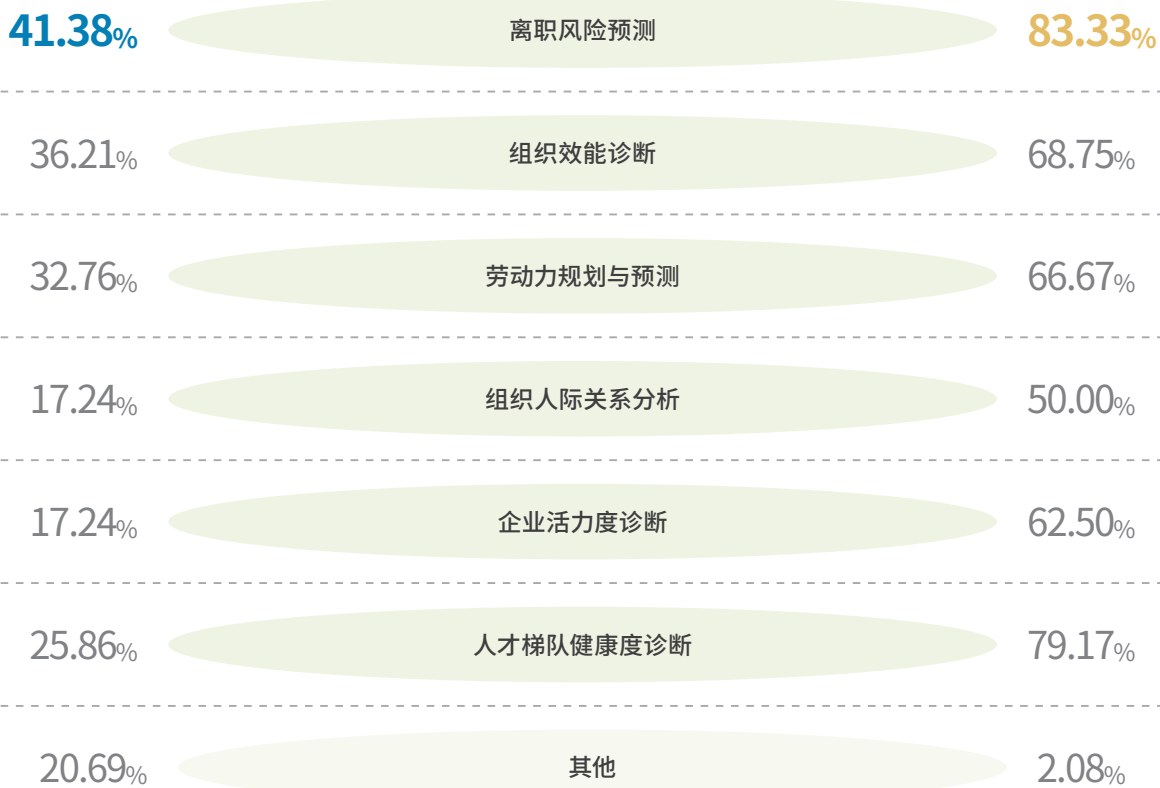 41.38% 离职风险预测 83.33%
36.21% 组织效能诊断 68.75%
32.76% 劳动力规划与预测 66.67%
17.24% 组织人际关系分析 50.00%
17.24% 企业活力度诊断 62.50%
25.86% 人才梯队健康度诊断 79.17%
20.69% 其他 2.08%